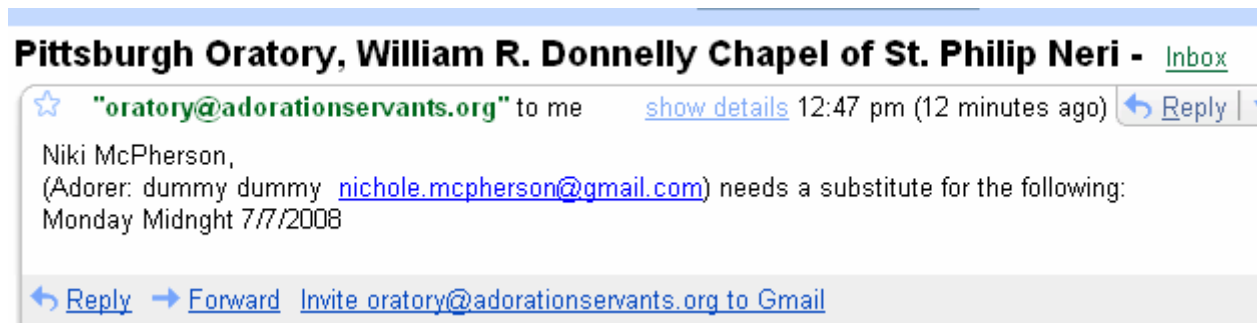 Pittsburgh Oratory, William R. Donnelly Chapel of St. Philip Neri - Inbox
"oratory@adorationservants.org" to me show details 12:47 pm (12 minutes ago) Reply
Niki McPherson,
(Adorer: dummy dummy nichole.mcpherson@gmail.com) needs a substitute for the following:
Monday Midnght 7/7/2008
Reply Forward Invite oratory@adorationservants.org to Gmail